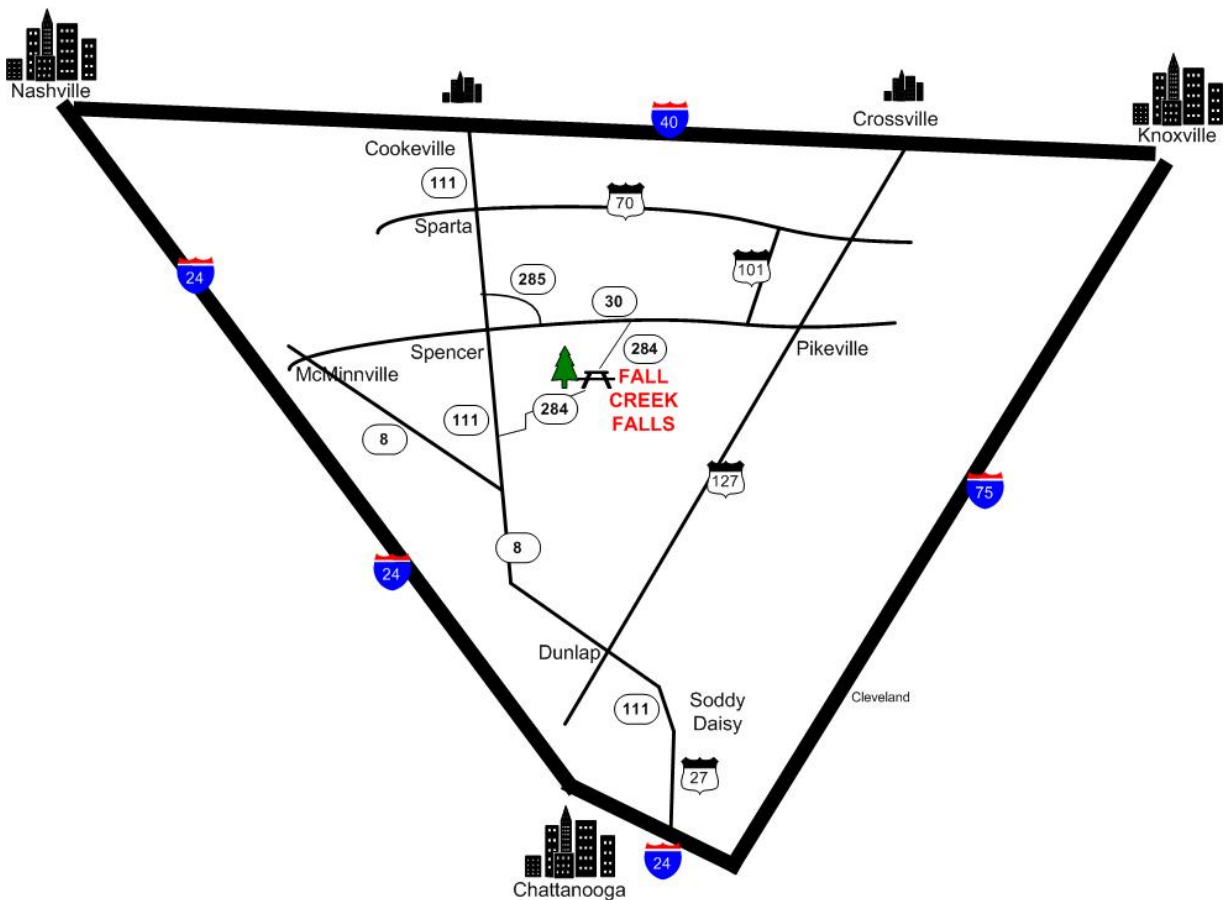 Nashville
Knoxville
Crossville
40
Cookeville
111
70
Sparta
24
285
101
30
Spencer
284
Pikeville
McMinnville
FALL
CREEK
FALLS
284
111
8
127
75
8
24
Dunlap
Cleveland
111
Soddy
Daisy
27
24
Chattanooga